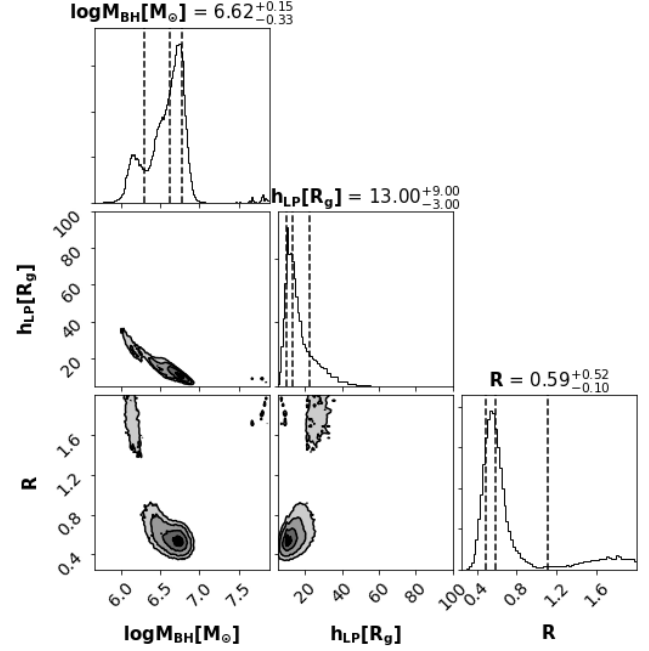 logM_BH[M_⊙] = 6.62^{+0.15}_{-0.33}
h_LP[R_g] = 13.00^{+9.00}_{-3.00}
100
80
60
40
20
h_LP[R_g]
R = 0.59^{+0.52}_{-0.10}
1.6
1.2
0.8
0.4
R
6.0 6.5 7.0 7.5
20 40 60 80 100
0.4 0.8 1.2 1.6
logM_BH[M_⊙] h_LP[R_g] R